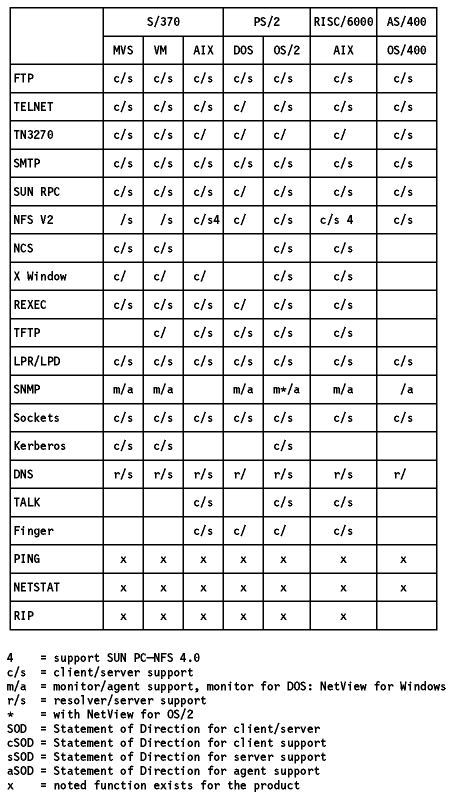 S/370 PS/2 RISC/6000 AS/400
MVS VM AIX DOS OS/2 AIX OS/400
FTP c/s c/s c/s c/s c/s c/s c/s
TELNET c/s c/s c/s c/ c/s c/s c/s
TN3270 c/s c/s c/ c/ c/ c/ c/s
SMTP c/s c/s c/s c/s c/s c/s c/s
SUN RPC c/s c/s c/s c/ c/s c/s c/s
NFS V2 /s /s c/s4 c/ c/s c/s 4 c/s
NCS c/s c/s c/s c/s
X Window c/ c/ c/ c/s c/s
REXEC c/s c/s c/s c/ c/s c/s
TFTP c/ c/s c/s c/s c/s
LPR/LPD c/s c/s c/s c/s c/s c/s c/s
SNMP m/a m/a m/a m*/a m/a /a
Sockets c/s c/s c/s c/s c/s c/s c/s
Kerberos c/s c/s c/s
DNS r/s r/s r/s r/ r/s r/s r/
TALK c/s c/s c/s
Finger c/s c/ c/ c/s
PING x x x x x x x
NETSTAT x x x x x x x
RIP x x x x x x
4 = support SUN PC-NFS 4.0
c/s = client/server support
m/a = monitor/agent support, monitor for DOS: NetView for Windows
r/s = resolver/server support
* = with NetView for OS/2
SOD = Statement of Direction for client/server
cSOD = Statement of Direction for client support
sSOD = Statement of Direction for server support
aSOD = Statement of Direction for agent support
x = noted function exists for the product